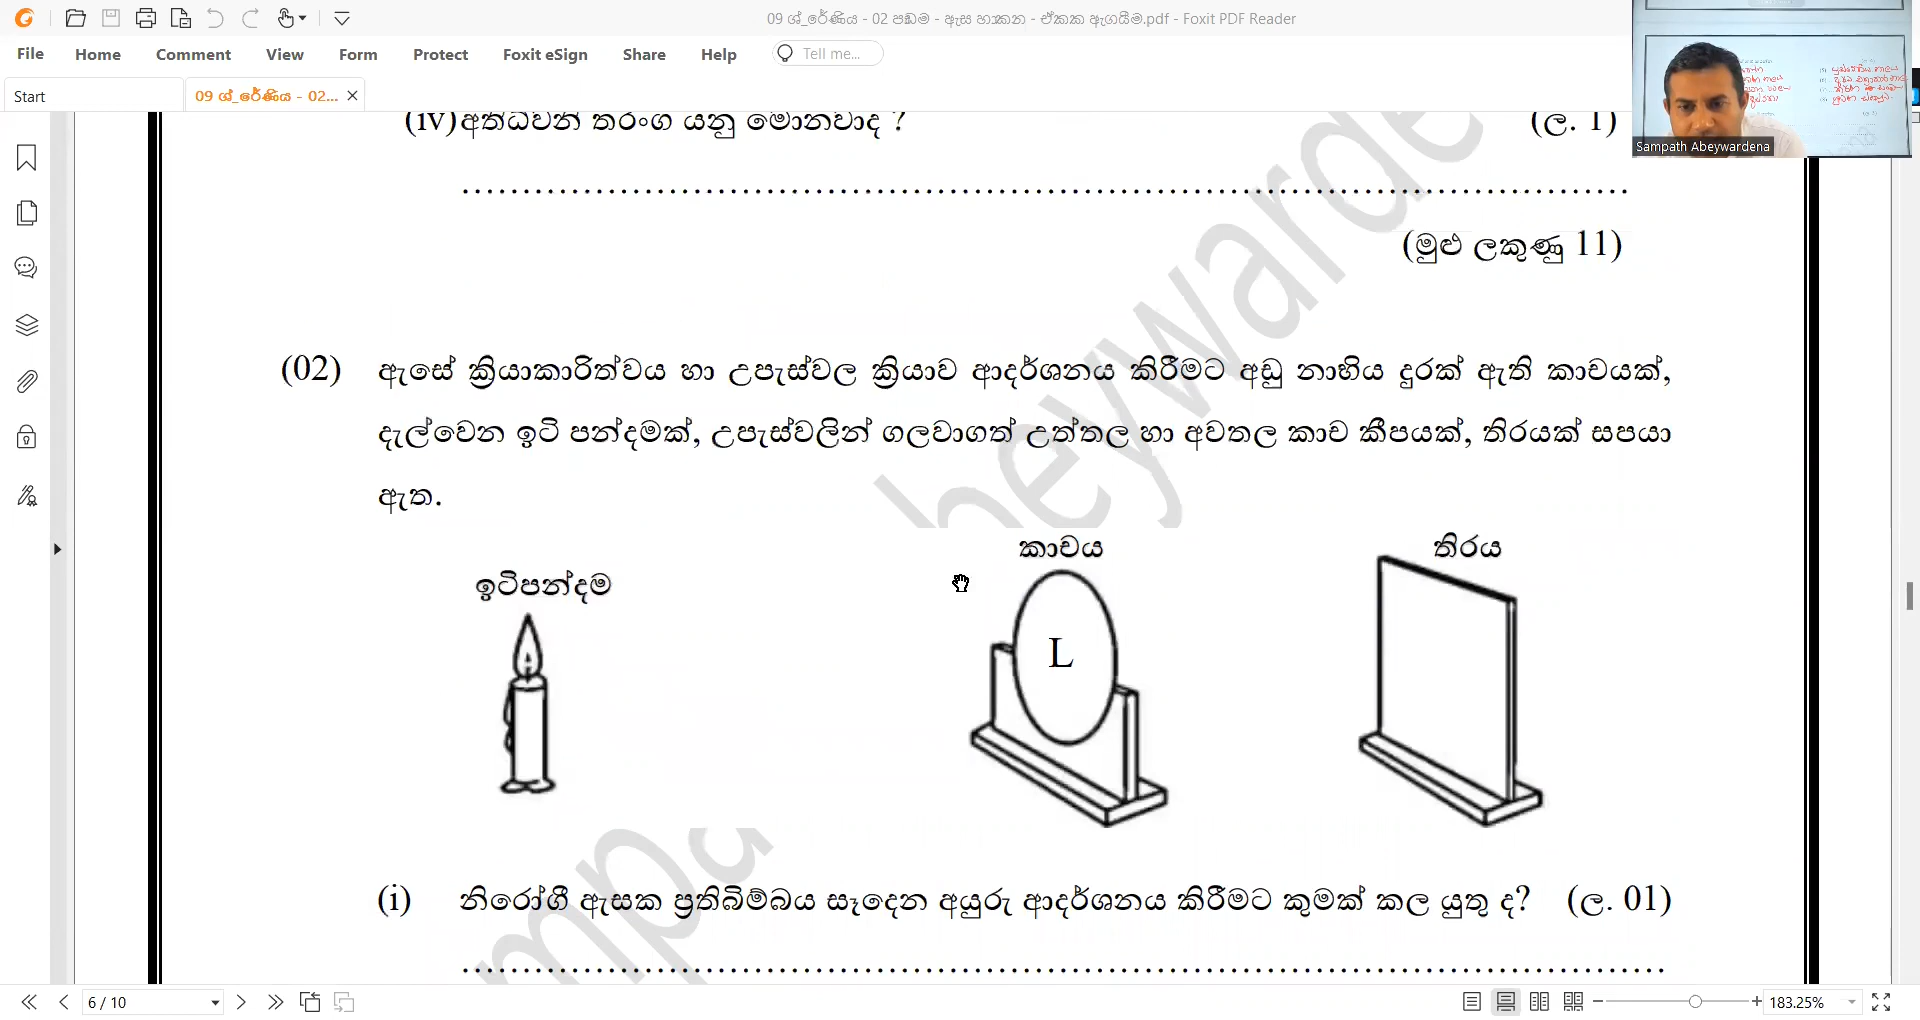 09 ශ්_රේණිය - 02 පාඩම - ඇස හා කන - ඒකක ඇගයීම.pdf - Foxit PDF Reader
File Home Comment View Form Protect Foxit eSign Share Help Tell me...
Start 09 ශ්_රේණිය - 02...
Sampath Abeywardena
(iv) අතිධ්වනි තරංග යනු මොනවාද ? (ල. 1)
(මුළු ලකුණු 11)
(02) ඇසේ ක්‍රියාකාරිත්වය හා උපැස්වල ක්‍රියාව ආදර්ශනය කිරීමට අඩු නාභිය දුරක් ඇති කාචයක්,
දැල්වෙන ඉටි පන්දමක්, උපැස්වලින් ගලවාගත් උත්තල හා අවතල කාච කීපයක්, තිරයක් සපයා
ඇත.
කාචය
තිරය
ඉටිපන්දම
L
(i) නිරෝගී ඇසක ප්‍රතිබිම්බය සෑදෙන අයුරු ආදර්ශනය කිරීමට කුමක් කල යුතු ද? (ල. 01)
6 / 10
183.25%